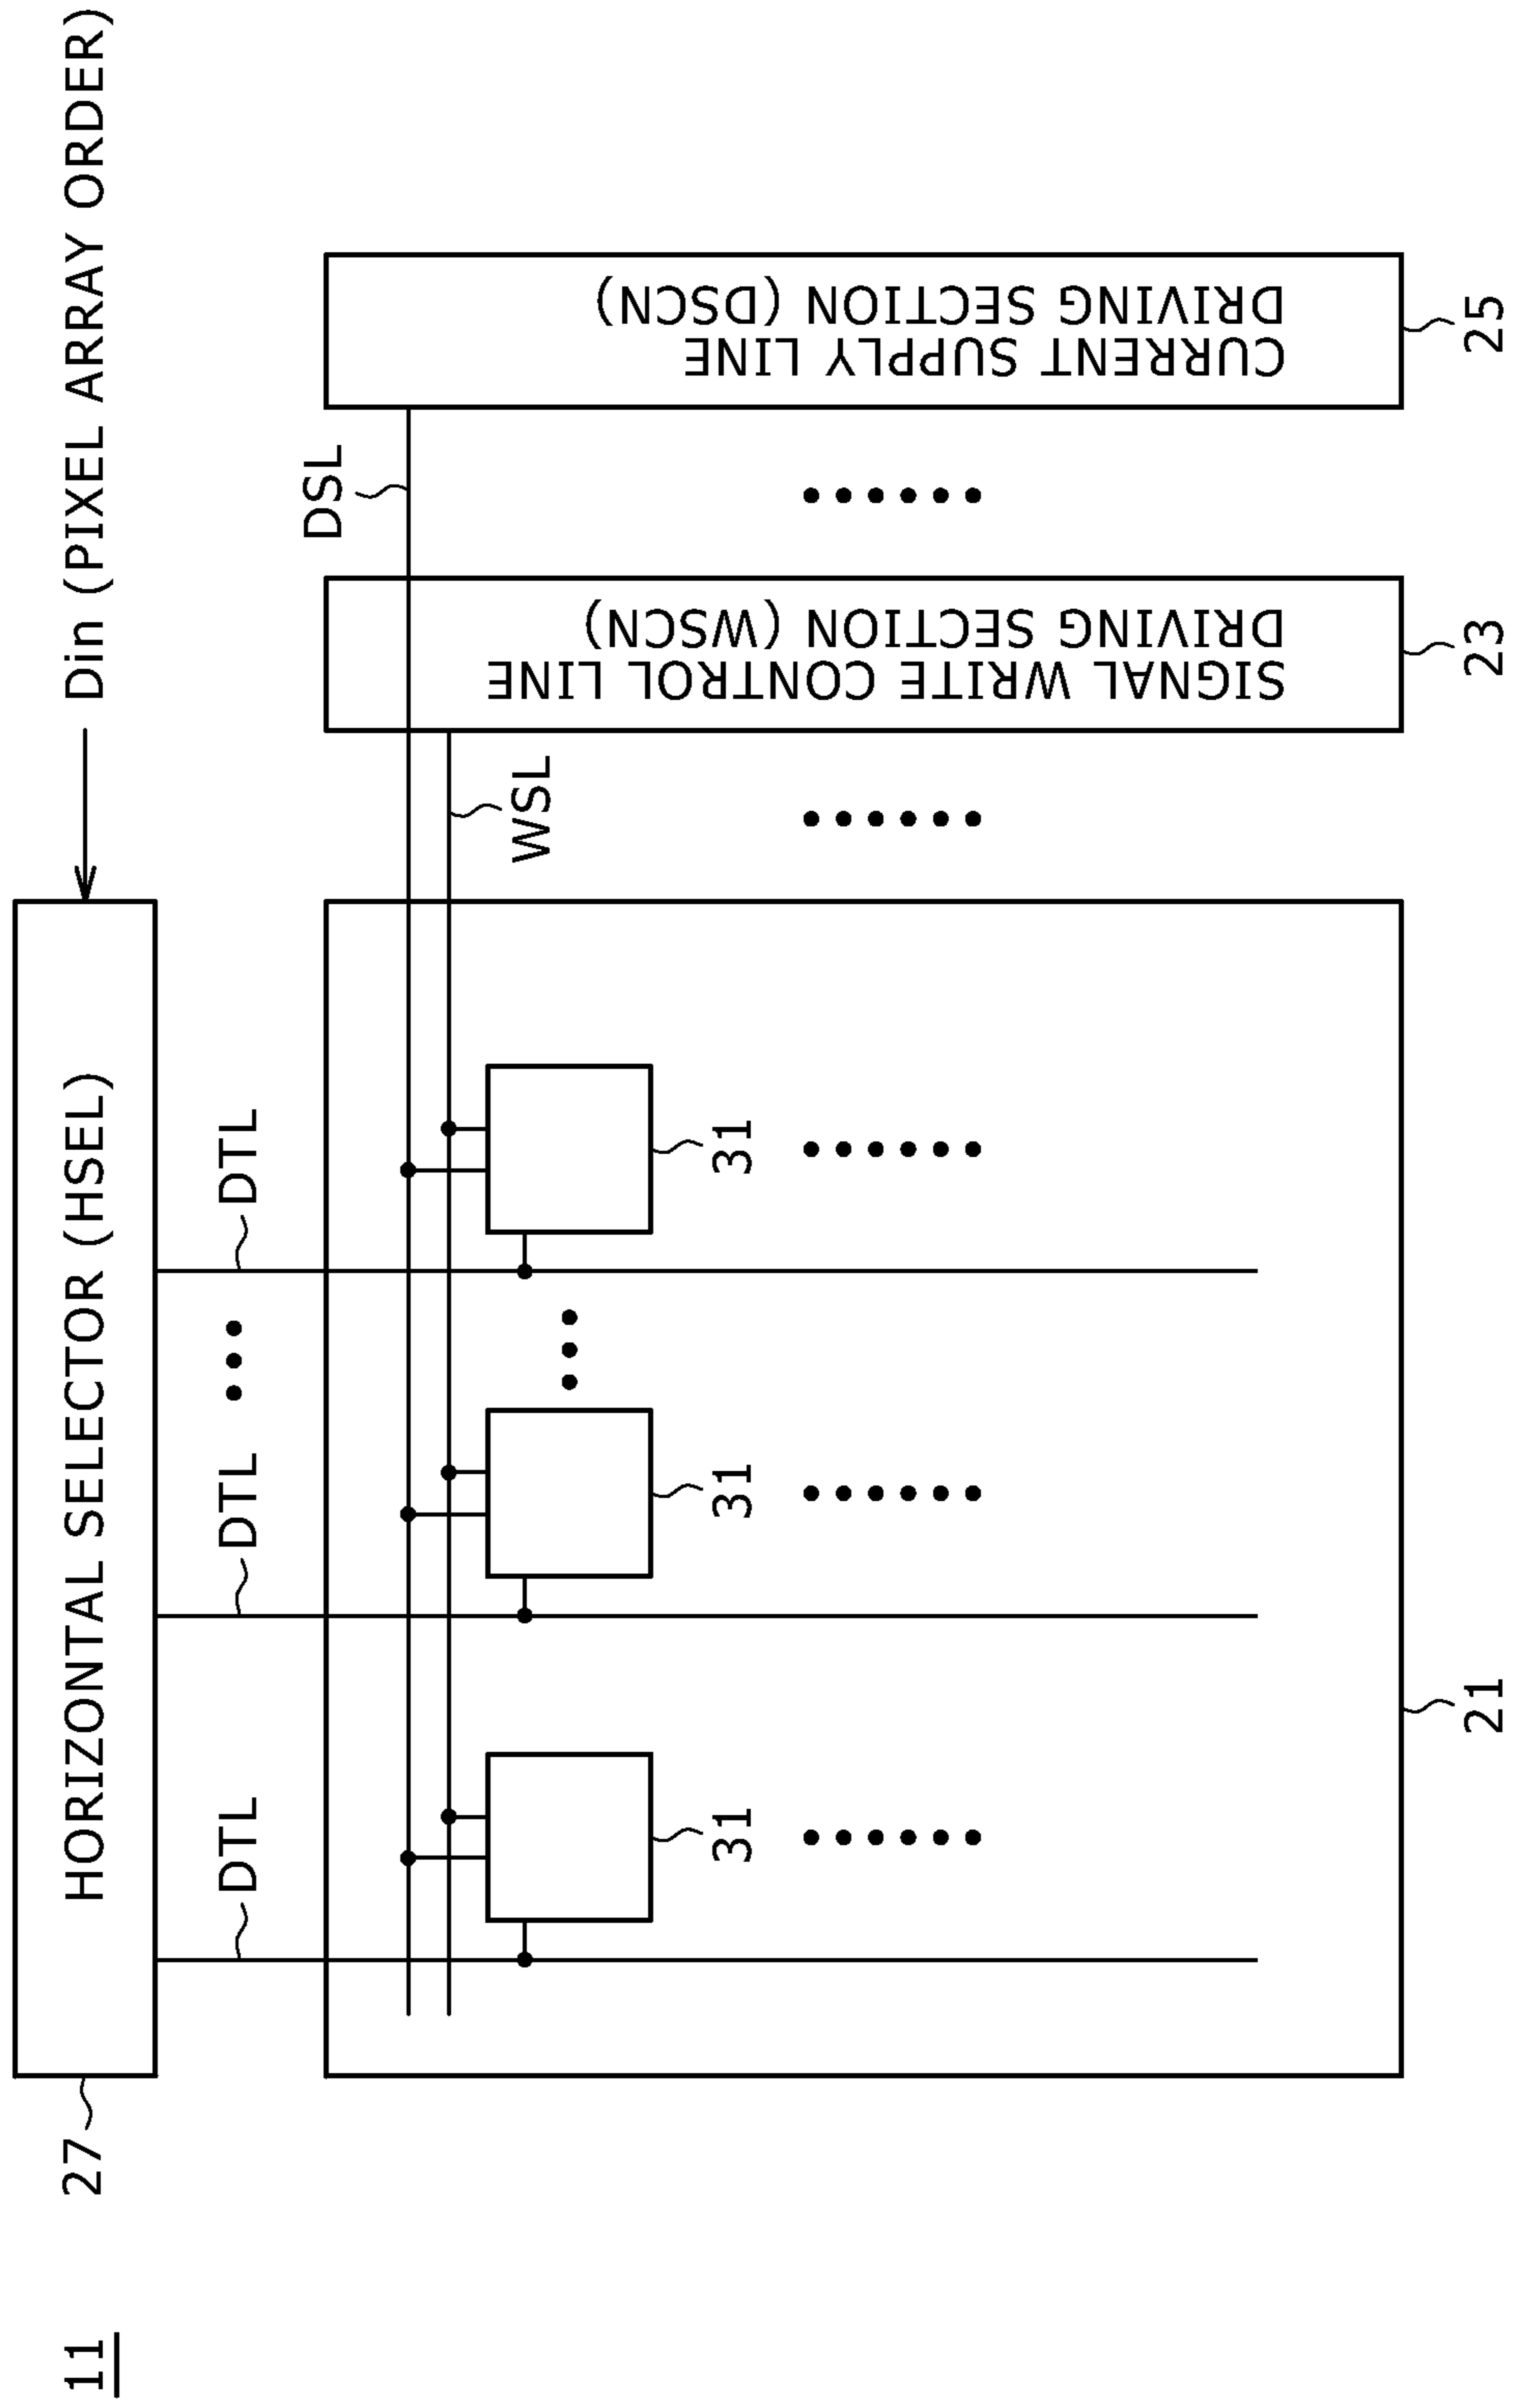 11
27
HORIZONTAL SELECTOR (HSEL)
Din (PIXEL ARRAY ORDER)
DTL
DTL
DTL
DSL
WSL
31
31
31
SIGNAL WRITE CONTROL LINE
DRIVING SECTION (WSCN)
CURRENT SUPPLY LINE
DRIVING SECTION (DSCN)
21
23
25